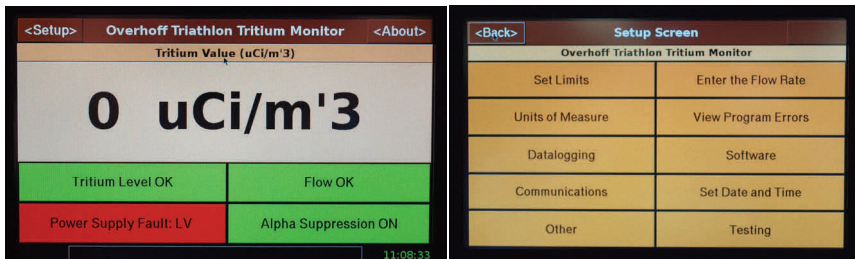 <Setup> Overhoff Triathlon Tritium Monitor <About>
Tritium Value (uCi/m'3)
0 uCi/m'3
Tritium Level OK Flow OK
Power Supply Fault: LV Alpha Suppression ON
11:08:33
<Back> Setup Screen
Overhoff Triathlon Tritium Monitor
Set Limits Enter the Flow Rate
Units of Measure View Program Errors
Datalogging Software
Communications Set Date and Time
Other Testing